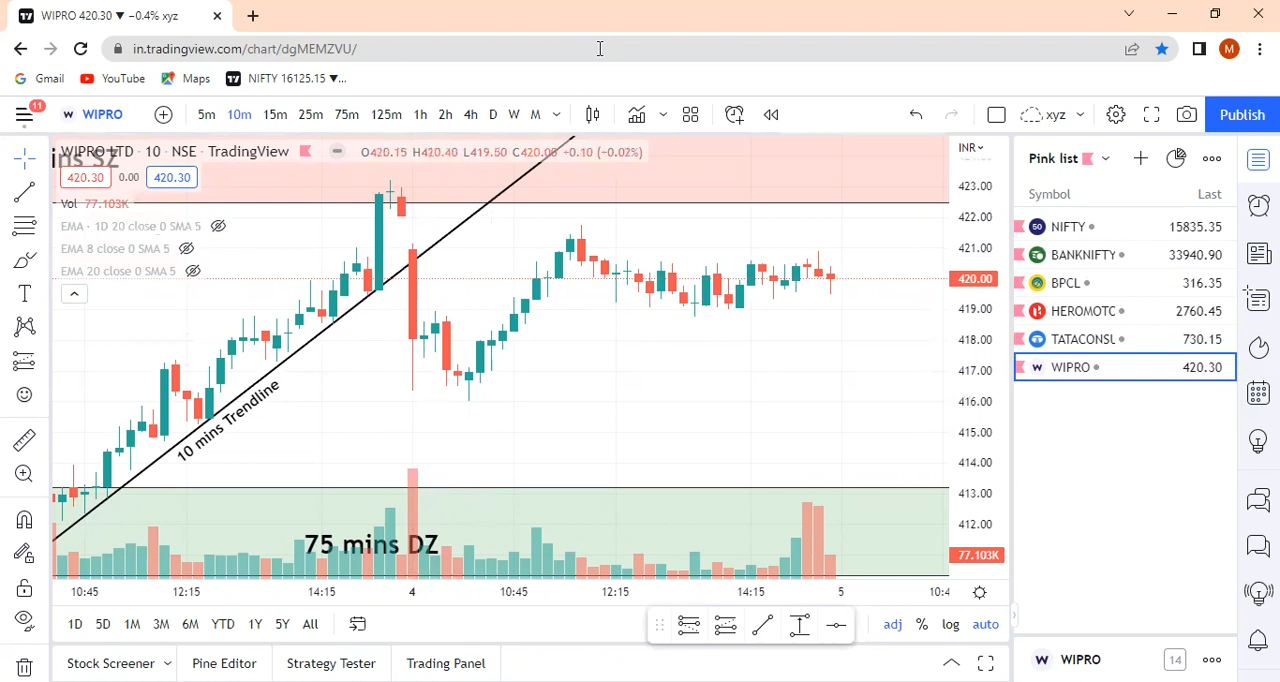 WIPRO 420.30 ▼ −0.4% xyz
in.tradingview.com/chart/dgMEMZVU/
M
Gmail YouTube Maps NIFTY 16125.15 ▼...
11
WIPRO 5m 10m 15m 25m 75m 125m 1h 2h 4h D W M xyz Publish
WIPRO LTD · 10 · NSE · TradingView O420.15 H420.40 L419.50 C420.00 −0.10 (−0.02%)
ins SZ
420.30 0.00 420.30
Vol 77.103K
EMA · 1D 20 close 0 SMA 5
EMA 8 close 0 SMA 5
EMA 20 close 0 SMA 5
INR
423.00
422.00
421.00
420.00
419.00
418.00
417.00
416.00
415.00
414.00
413.00
412.00
77.103K
10 mins Trendline
75 mins DZ
10:45 12:15 14:15 4 10:45 12:15 14:15 5 10:4
1D 5D 1M 3M 6M YTD 1Y 5Y All adj % log auto
Stock Screener Pine Editor Strategy Tester Trading Panel
Pink list
Symbol Last
50 NIFTY 15835.35
BANKNIFTY 33940.90
BPCL 316.35
HEROMOTC 2760.45
TATACONSU 730.15
W WIPRO 420.30
W WIPRO 14